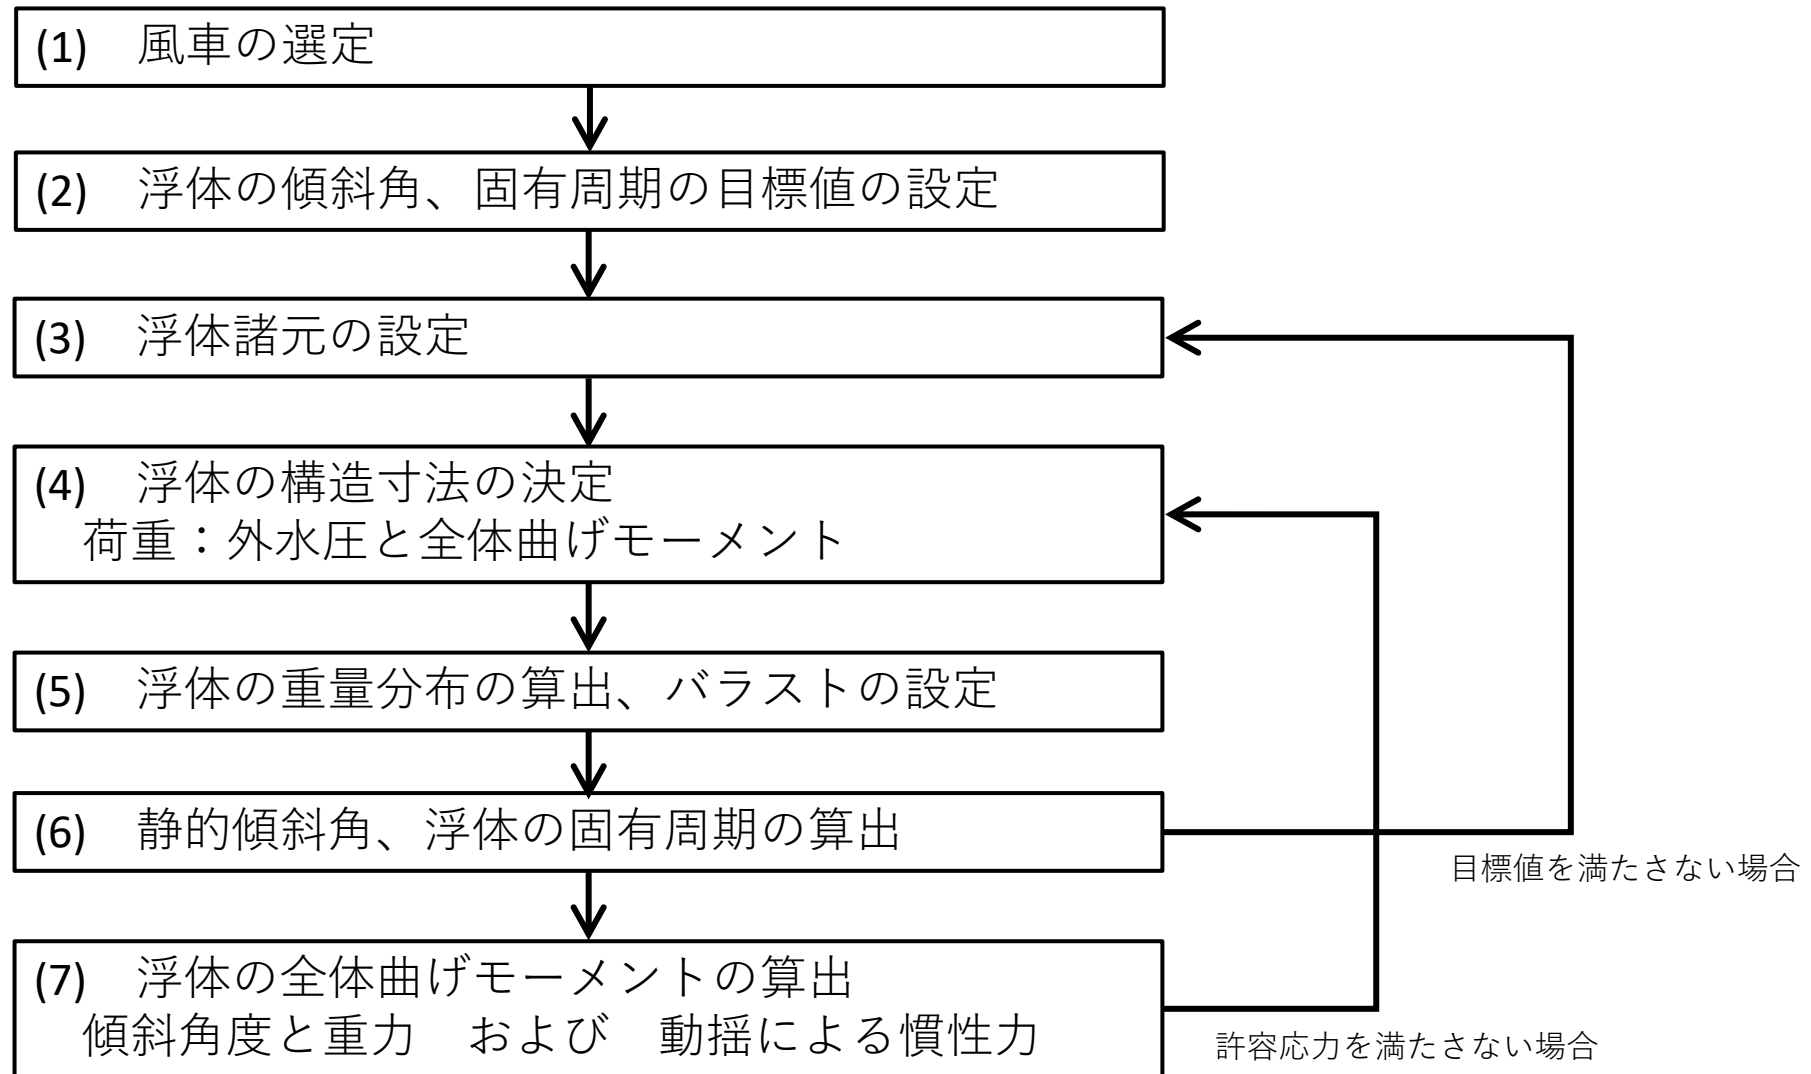 (1) 風車の選定
(2) 浮体の傾斜角、固有周期の目標値の設定
(3) 浮体諸元の設定
(4) 浮体の構造寸法の決定
荷重：外水圧と全体曲げモーメント
(5) 浮体の重量分布の算出、バラストの設定
(6) 静的傾斜角、浮体の固有周期の算出
目標値を満たさない場合
(7) 浮体の全体曲げモーメントの算出
傾斜角度と重力　および　動揺による慣性力
許容応力を満たさない場合